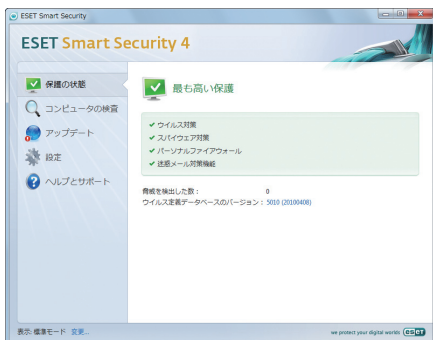 ESET Smart Security
ESET Smart Security 4
保護の状態
コンピュータの検査
アップデート
設定
ヘルプとサポート
最も高い保護
ウイルス対策
スパイウェア対策
パーソナルファイアウォール
迷惑メール対策機能
脅威を検出した数： 0
ウイルス定義データベースのバージョン： 5010 (20100408)
表示: 標準モード 変更...
we protect your digital worlds eset